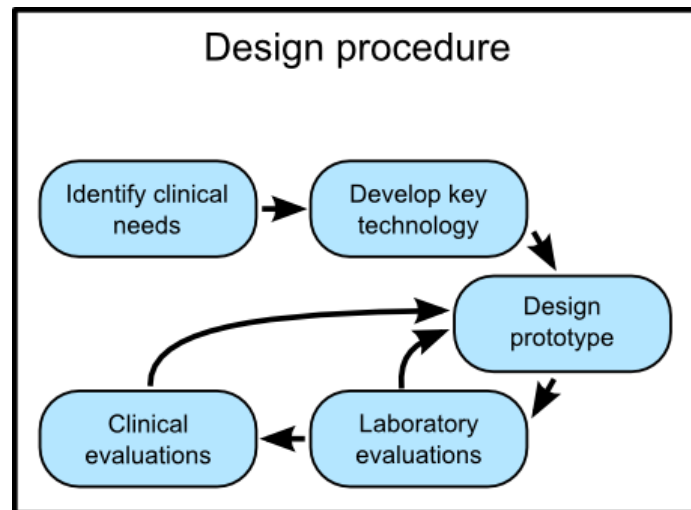 Design procedure
Identify clinical
needs
Develop key
technology
Design
prototype
Clinical
evaluations
Laboratory
evaluations